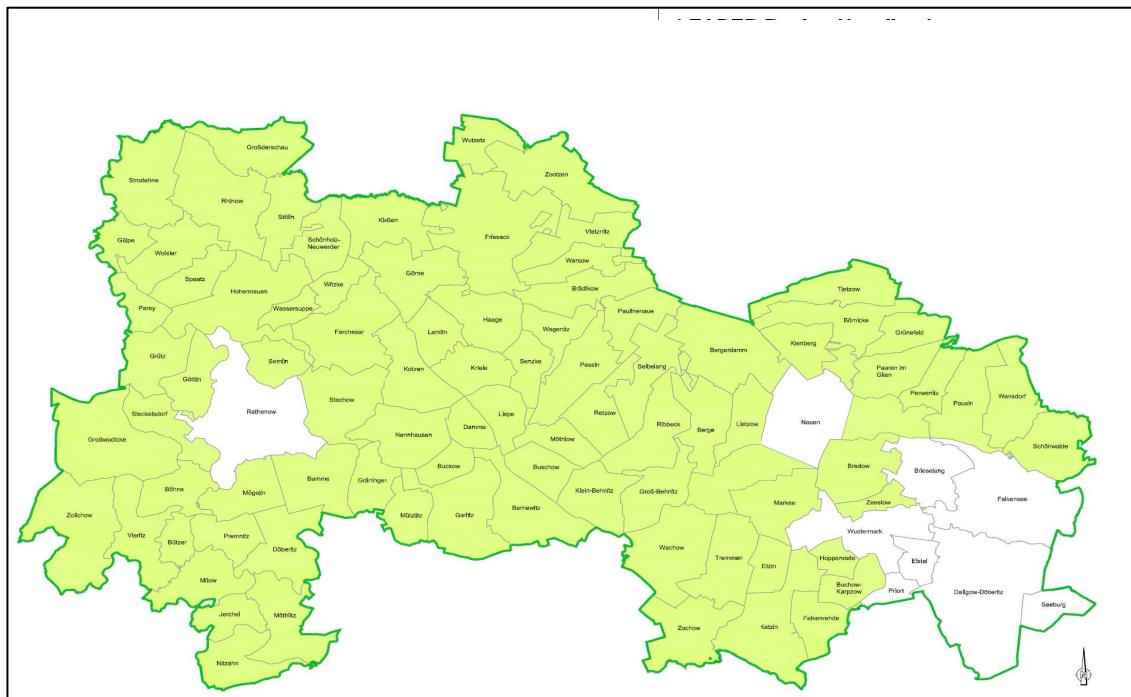 Großderschau
Wutzetz
Strodehne
Zootzen
Rhinow
Stölln
Kleßen
Friesack
Vietznitz
Schönholz-
Neuwerder
Gülpe
Wolsier
Warsow
Görne
Spaatz
Witzke
Brädikow
Tietzow
Hohennauen
Parey
Wassersuppe
Paulinenaue
Börnicke
Haage
Wagenitz
Grünefeld
Ferchesar
Landin
Kienberg
Bergerdamm
Grütz
Semlin
Senzke
Pessin
Selbelang
Paaren im
Glien
Kotzen
Kriele
Göttlin
Perwenitz
Wansdorf
Stechow
Pausin
Rathenow
Steckelsdorf
Liepe
Retzow
Nauen
Großwudicke
Damme
Ribbeck
Berge
Lietzow
Nennhausen
Möthlow
Schönwalde
Buckow
Buschow
Bredow
Brieselang
Bamme
Gräningen
Böhne
Mögelin
Klein-Behnitz
Groß-Behnitz
Falkensee
Markee
Zeestow
Zollchow
Mützlitz
Garlitz
Barnewitz
Vieritz
Bützer
Premnitz
Wustermark
Döberitz
Wachow
Tremmen
Hoppenrade
Elstal
Etzin
Milow
Buchow-
Karpzow
Priort
Dallgow-Döberitz
Jerchel
Möthlitz
Seeburg
Falkenrehde
Zachow
Ketzin
Nitzahn